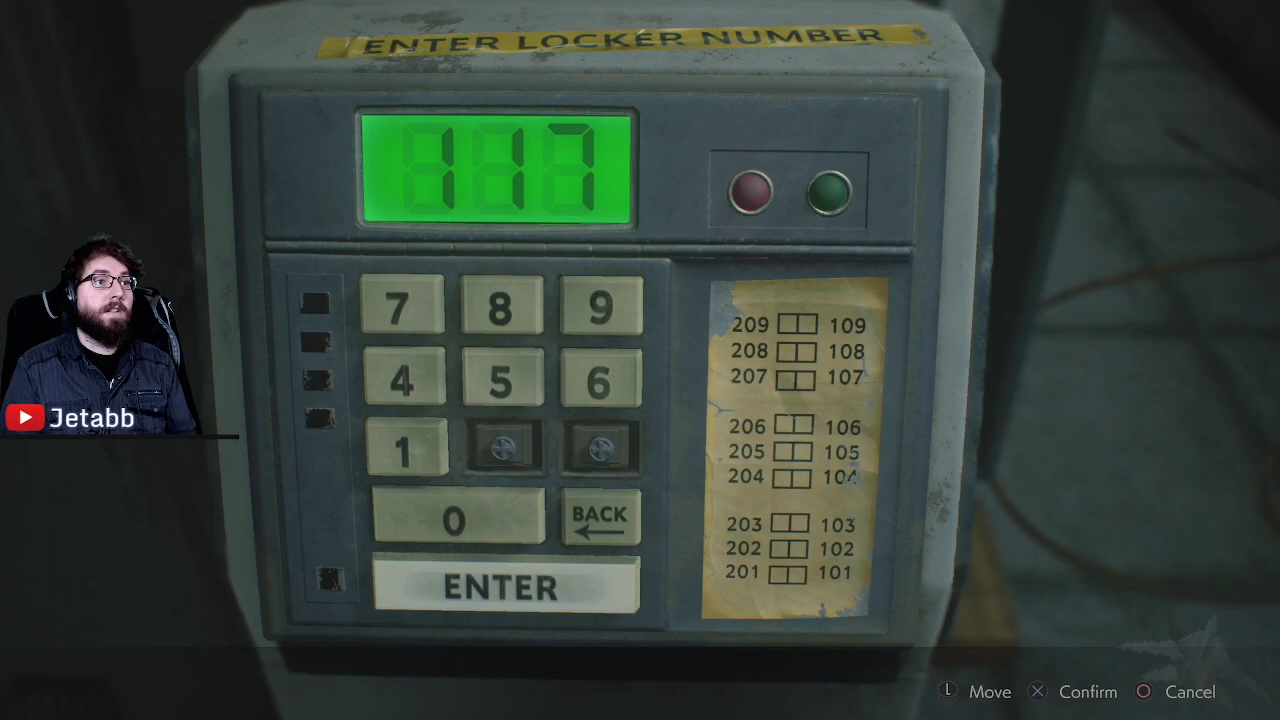 ENTER LOCKER NUMBER
117
7 8 9
4 5 6
1
0 BACK
ENTER
209 109
208 108
207 107
206 106
205 105
204 104
203 103
202 102
201 101
Jetabb
L Move Confirm Cancel